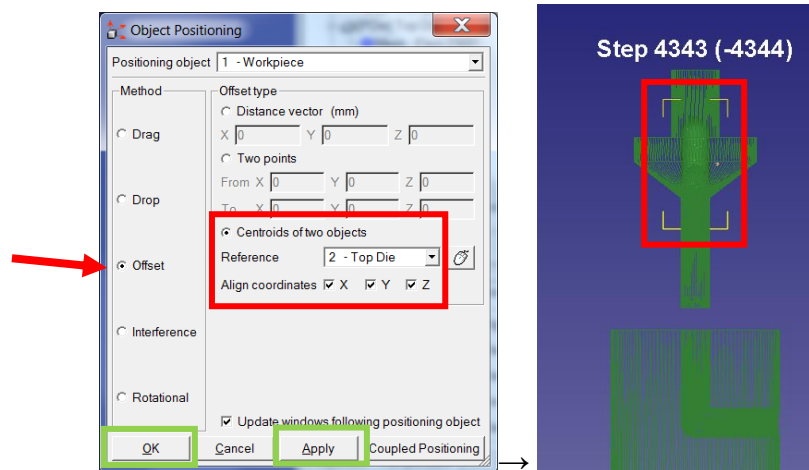 Object Positioning
Positioning object 1 - Workpiece
Method
Offset type
Distance vector (mm)
Drag
X 0 Y 0 Z 0
Two points
From X 0 Y 0 Z 0
Drop
To X 0 Y 0 Z 0
Centroids of two objects
Reference 2 - Top Die
Offset
Align coordinates X Y Z
Interference
Rotational
Update windows following positioning object
OK Cancel Apply Coupled Positioning
→
Step 4343 (-4344)